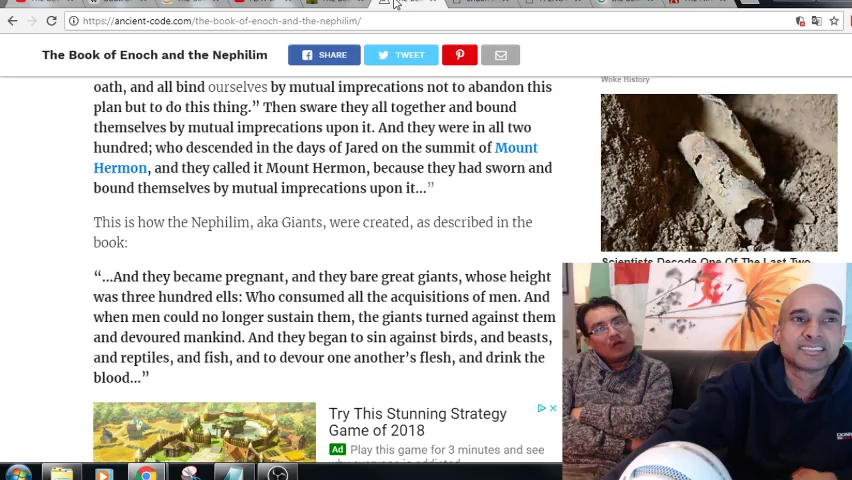 https://ancient-code.com/the-book-of-enoch-and-the-nephilim/
The Book of Enoch and the Nephilim
SHARE
TWEET
Woke History
oath, and all bind ourselves by mutual imprecations not to abandon this
plan but to do this thing.” Then sware they all together and bound
themselves by mutual imprecations upon it. And they were in all two
hundred; who descended in the days of Jared on the summit of Mount
Hermon, and they called it Mount Hermon, because they had sworn and
bound themselves by mutual imprecations upon it…”
This is how the Nephilim, aka Giants, were created, as described in the
book:
“…And they became pregnant, and they bare great giants, whose height
was three hundred ells: Who consumed all the acquisitions of men. And
when men could no longer sustain them, the giants turned against them
and devoured mankind. And they began to sin against birds, and beasts,
and reptiles, and fish, and to devour one another’s flesh, and drink the
blood…”
Scientists Decode One Of The Last Two
Try This Stunning Strategy
Game of 2018
Ad Play this game for 3 minutes and see